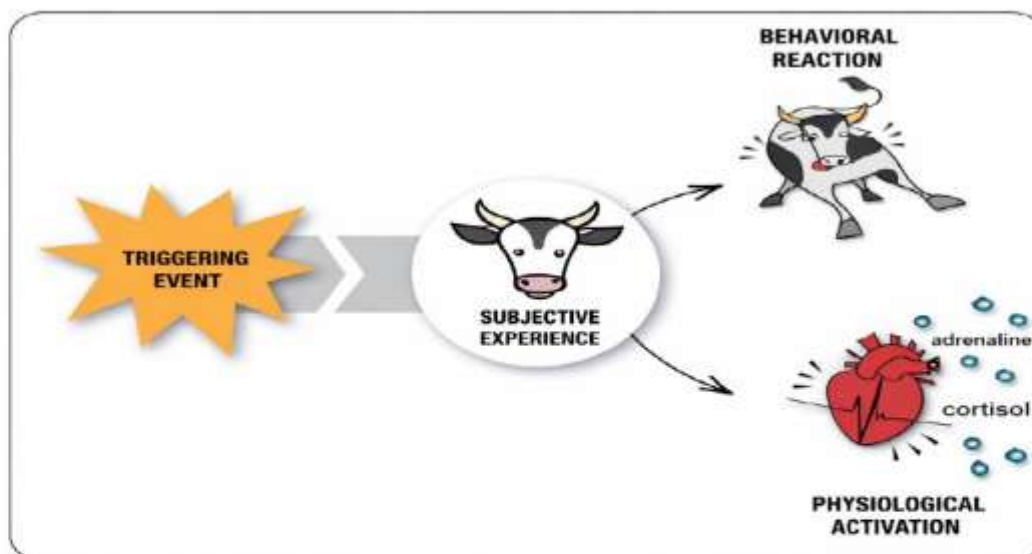 BEHAVIORAL
REACTION
TRIGGERING
EVENT
SUBJECTIVE
EXPERIENCE
adrenaline
cortisol
PHYSIOLOGICAL
ACTIVATION